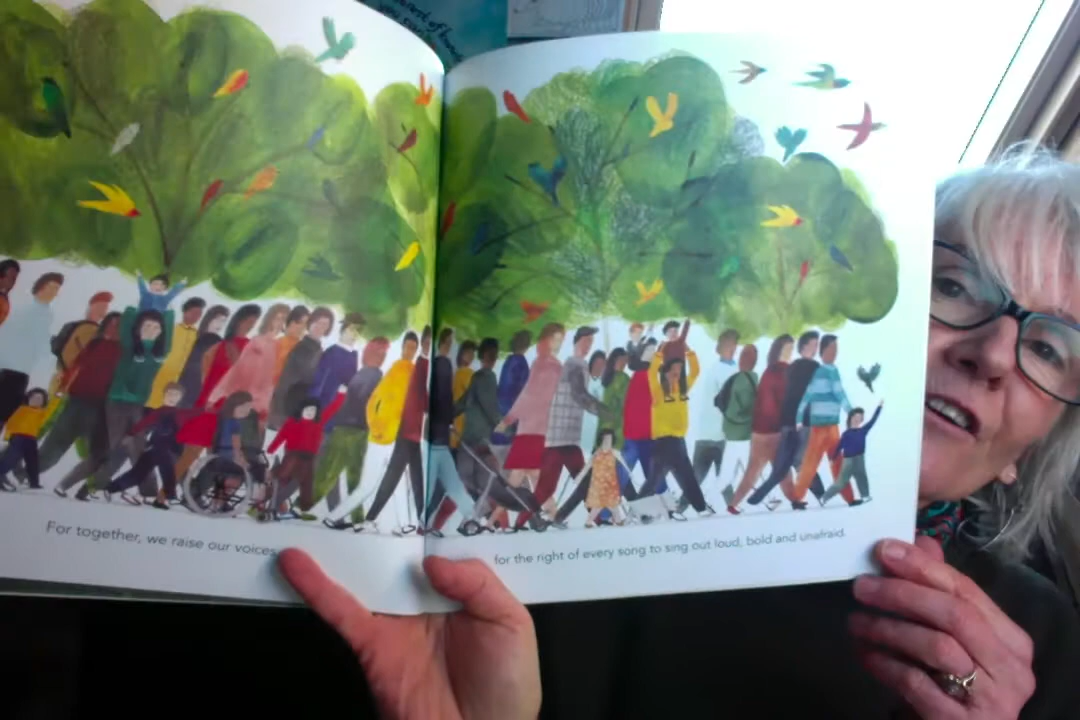 For together, we raise our voices
for the right of every song to sing out loud, bold and unafraid.